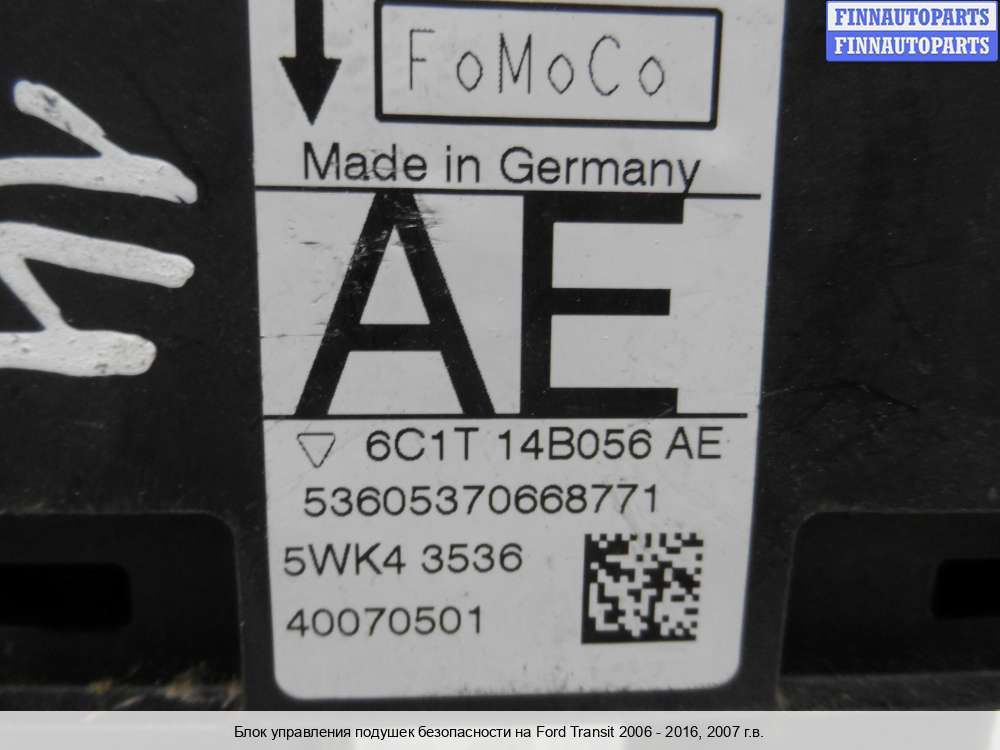 FINNAUTOPARTS
FINNAUTOPARTS
FoMoCo
Made in Germany
AE
6C1T 14B056 AE
53605370668771
5WK4 3536
40070501
Блок управления подушек безопасности на Ford Transit 2006 - 2016, 2007 г.в.